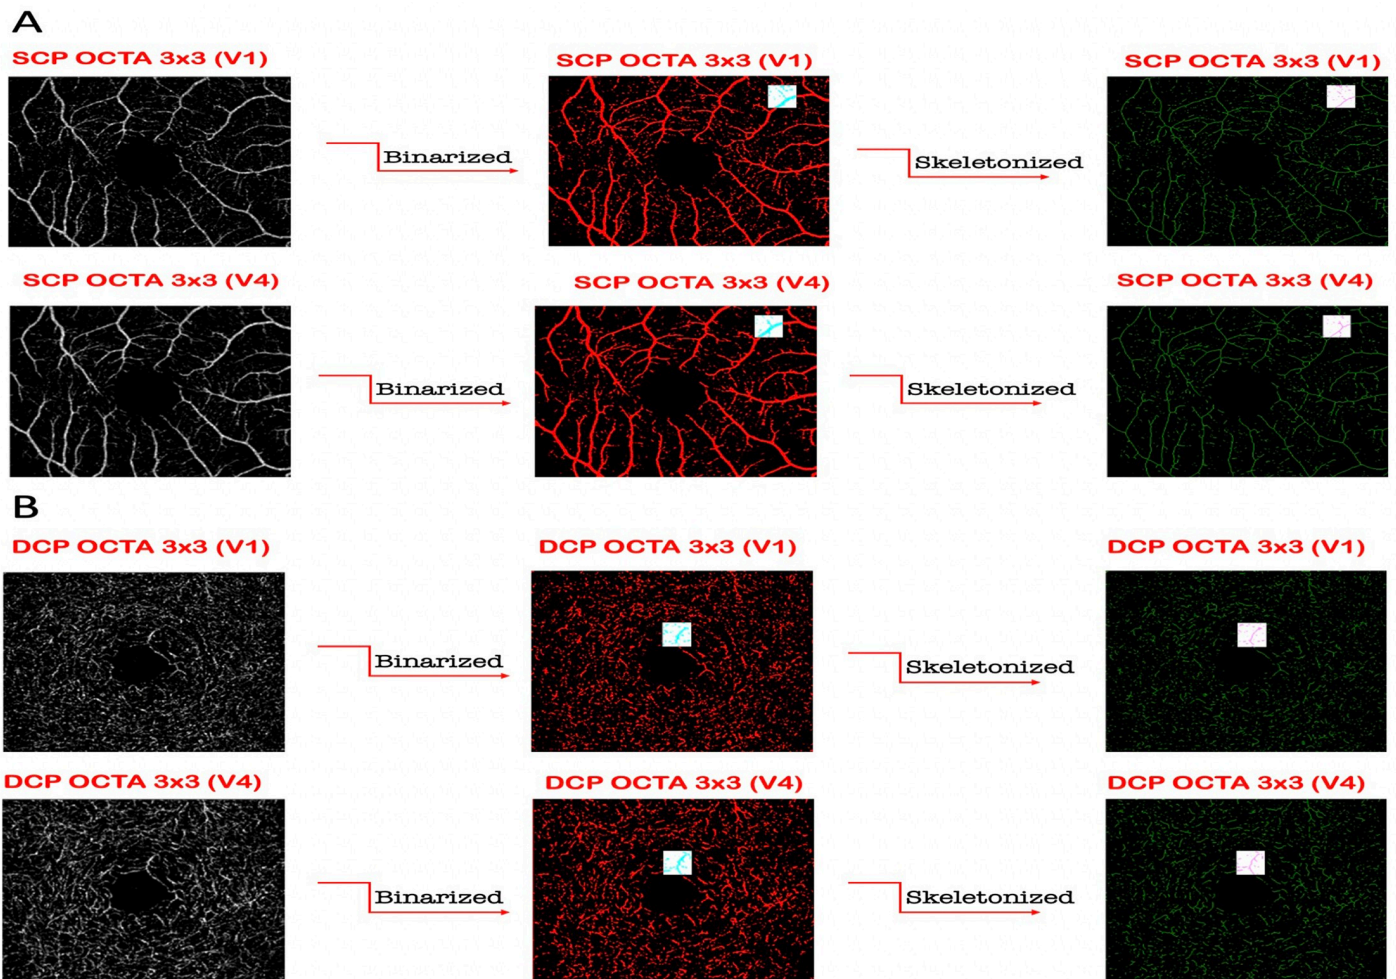 A
SCP OCTA 3x3 (V1)
SCP OCTA 3x3 (V1)
SCP OCTA 3x3 (V1)
Binarized
Skeletonized
SCP OCTA 3x3 (V4)
SCP OCTA 3x3 (V4)
SCP OCTA 3x3 (V4)
Binarized
Skeletonized
B
DCP OCTA 3x3 (V1)
DCP OCTA 3x3 (V1)
DCP OCTA 3x3 (V1)
Binarized
Skeletonized
DCP OCTA 3x3 (V4)
DCP OCTA 3x3 (V4)
DCP OCTA 3x3 (V4)
Binarized
Skeletonized